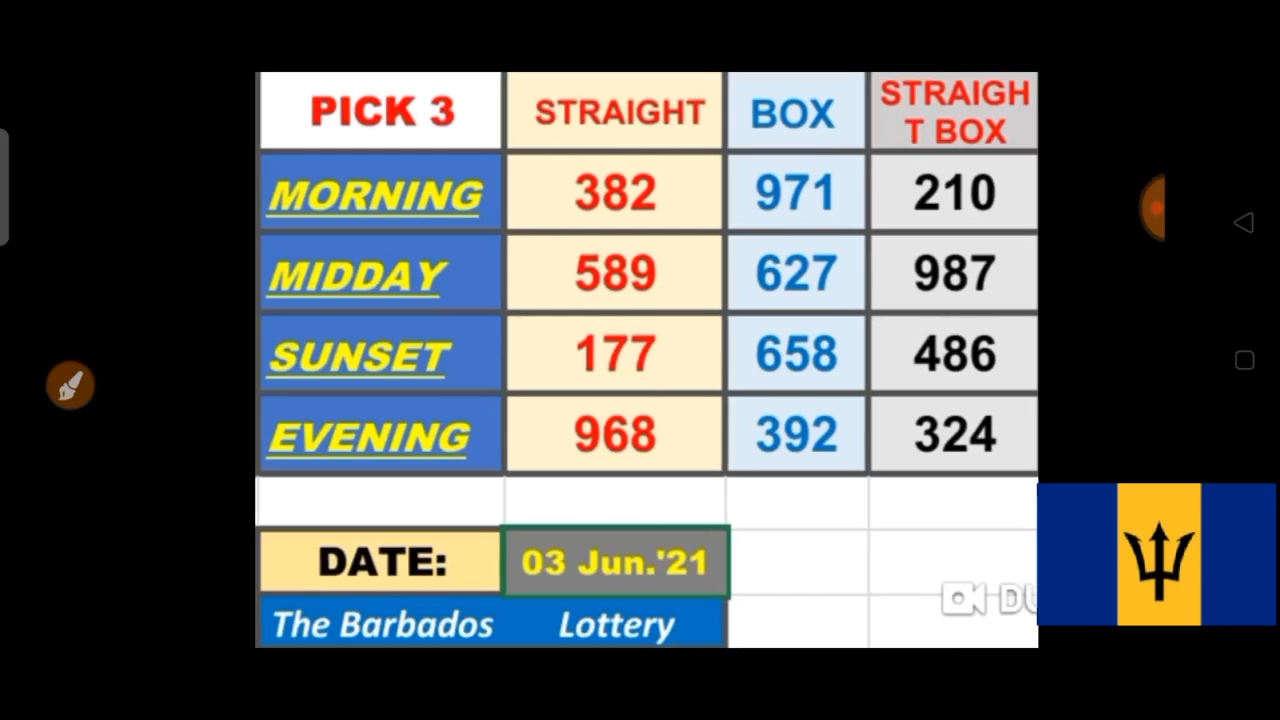 PICK 3 STRAIGHT BOX STRAIGH
T BOX
MORNING 382 971 210
MIDDAY 589 627 987
SUNSET 177 658 486
EVENING 968 392 324
DATE: 03 Jun.'21
The Barbados Lottery